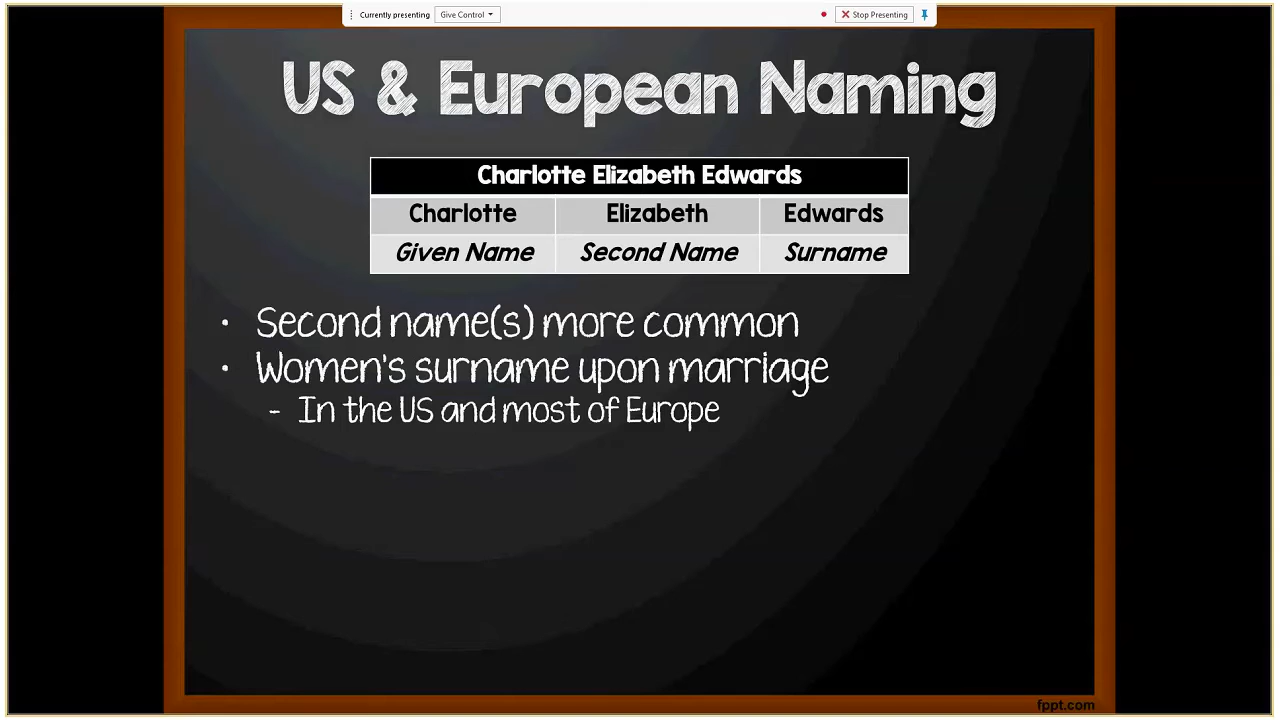 Currently presenting Give Control Stop Presenting
US & European Naming
Charlotte Elizabeth Edwards
Charlotte Elizabeth Edwards
Given Name Second Name Surname
• Second name(s) more common
• Women's surname upon marriage
- In the US and most of Europe
fppt.com